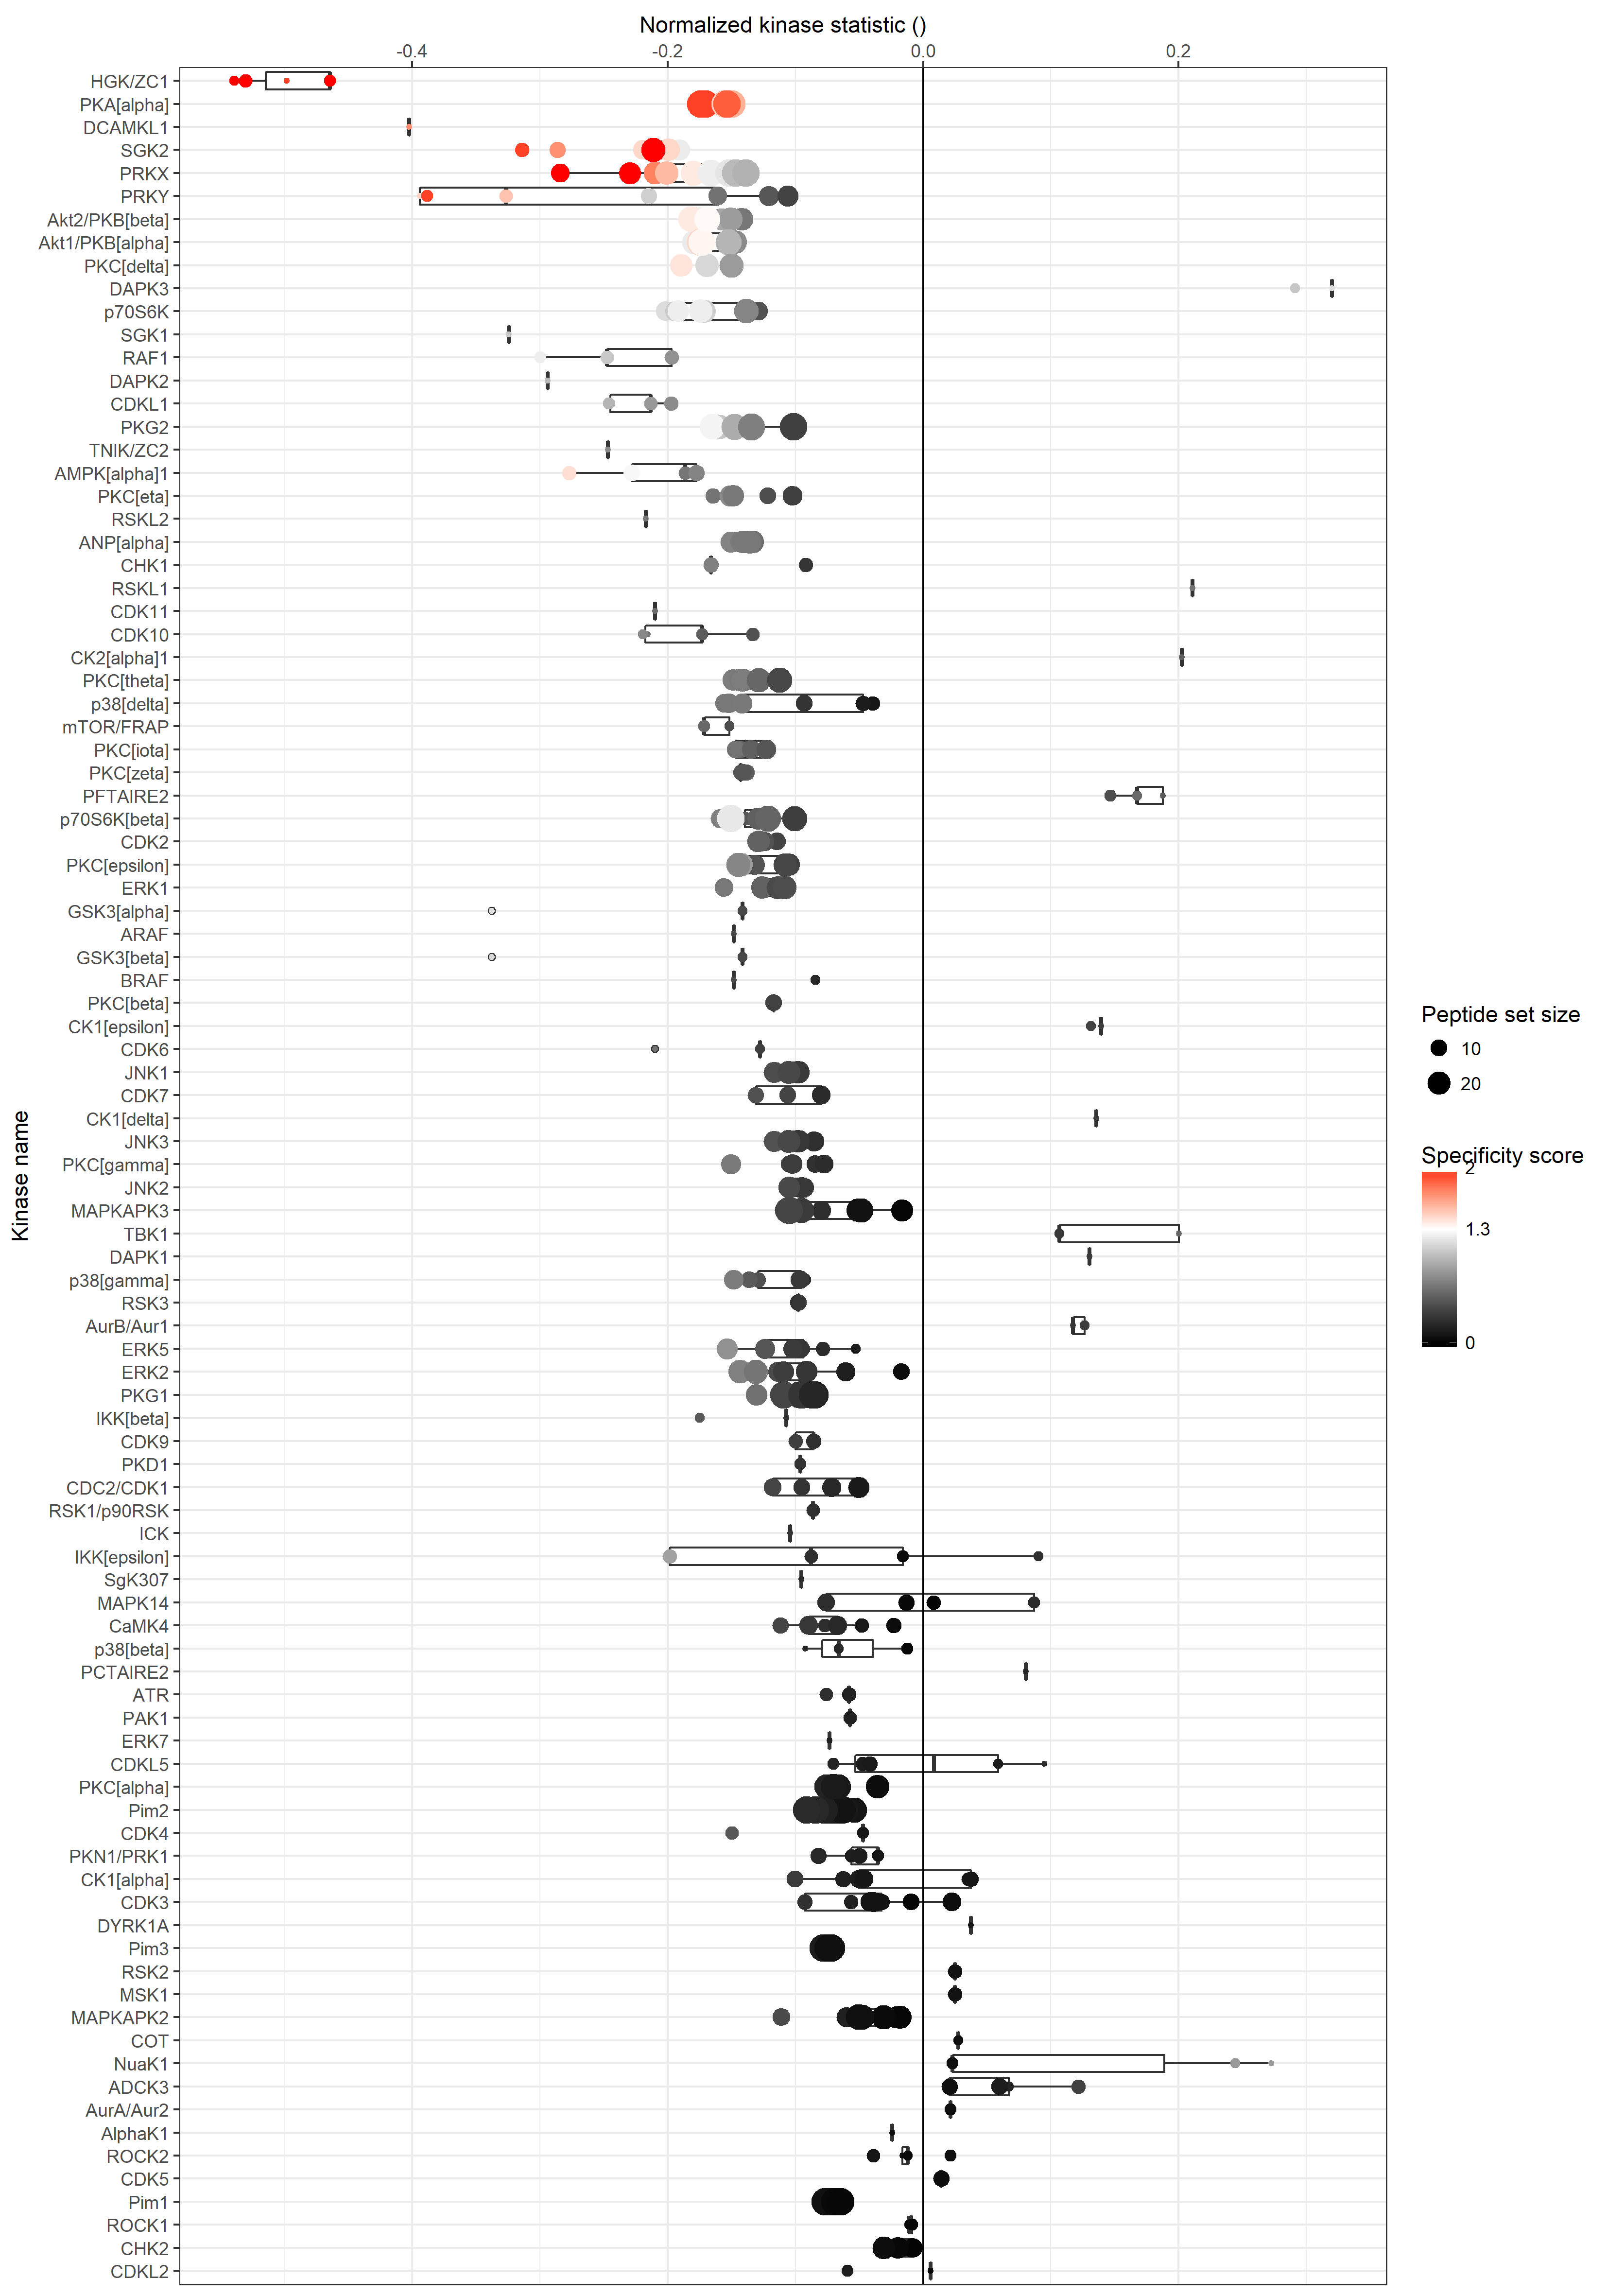 Normalized kinase statistic ()
-0.4 -0.2 0.0 0.2
HGK/ZC1
PKA[alpha]
DCAMKL1
SGK2
PRKX
PRKY
Akt2/PKB[beta]
Akt1/PKB[alpha]
PKC[delta]
DAPK3
p70S6K
SGK1
RAF1
DAPK2
CDKL1
PKG2
TNIK/ZC2
AMPK[alpha]1
PKC[eta]
RSKL2
ANP[alpha]
CHK1
RSKL1
CDK11
CDK10
CK2[alpha]1
PKC[theta]
p38[delta]
mTOR/FRAP
PKC[iota]
PKC[zeta]
PFTAIRE2
p70S6K[beta]
CDK2
PKC[epsilon]
ERK1
GSK3[alpha]
ARAF
GSK3[beta]
BRAF
PKC[beta]
CK1[epsilon]
CDK6
JNK1
CDK7
CK1[delta]
JNK3
PKC[gamma]
JNK2
MAPKAPK3
TBK1
DAPK1
p38[gamma]
RSK3
AurB/Aur1
ERK5
ERK2
PKG1
IKK[beta]
CDK9
PKD1
CDC2/CDK1
RSK1/p90RSK
ICK
IKK[epsilon]
SgK307
MAPK14
CaMK4
p38[beta]
PCTAIRE2
ATR
PAK1
ERK7
CDKL5
PKC[alpha]
Pim2
CDK4
PKN1/PRK1
CK1[alpha]
CDK3
DYRK1A
Pim3
RSK2
MSK1
MAPKAPK2
COT
NuaK1
ADCK3
AurA/Aur2
AlphaK1
ROCK2
CDK5
Pim1
ROCK1
CHK2
CDKL2
Kinase name
Peptide set size
10
20
Specificity score
2
1.3
0